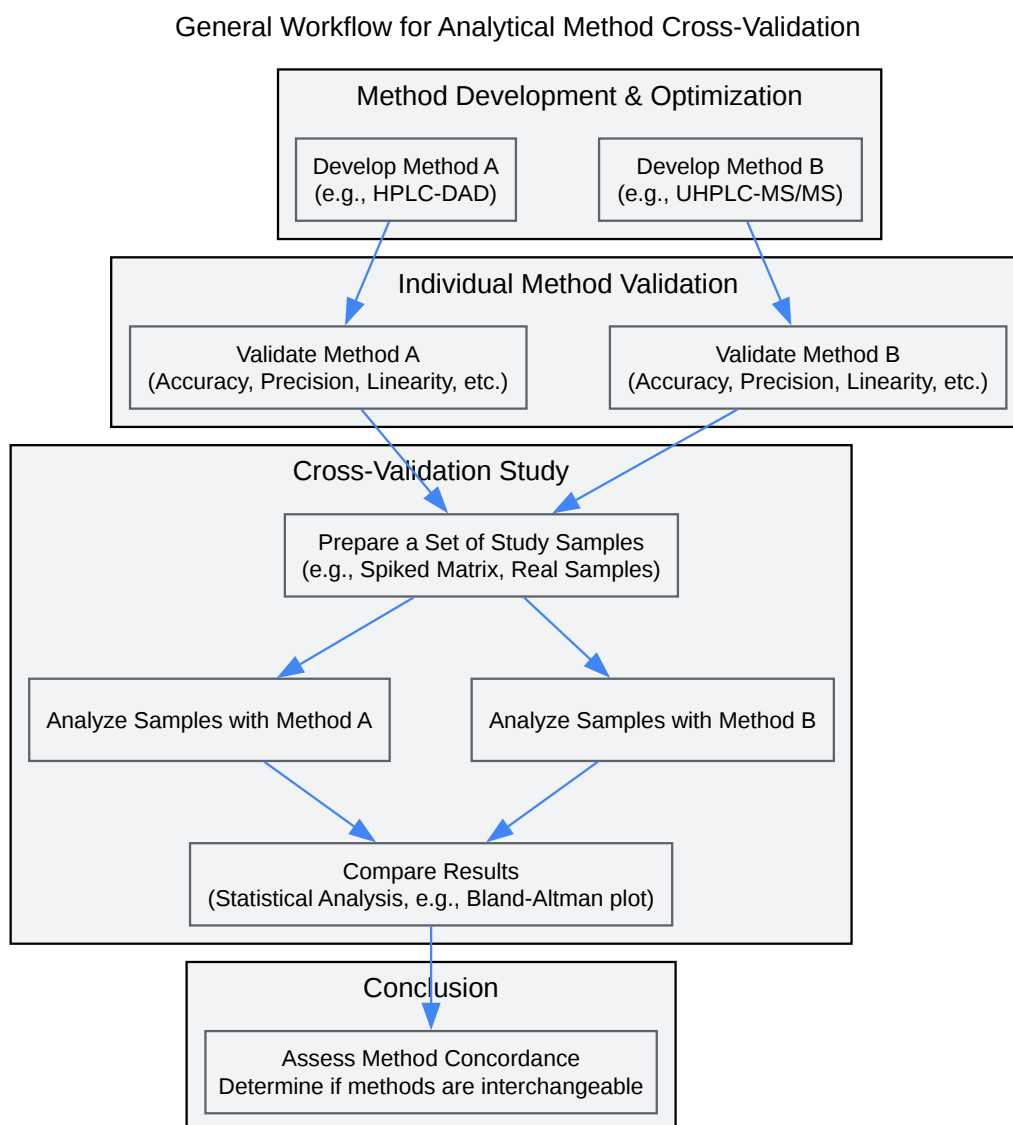 General Workflow for Analytical Method Cross-Validation
Method Development & Optimization
Develop Method A
(e.g., HPLC-DAD)
Develop Method B
(e.g., UHPLC-MS/MS)
Individual Method Validation
Validate Method A
(Accuracy, Precision, Linearity, etc.)
Validate Method B
(Accuracy, Precision, Linearity, etc.)
Cross-Validation Study
Prepare a Set of Study Samples
(e.g., Spiked Matrix, Real Samples)
Analyze Samples with Method A
Analyze Samples with Method B
Compare Results
(Statistical Analysis, e.g., Bland-Altman plot)
Conclusion
Assess Method Concordance
Determine if methods are interchangeable